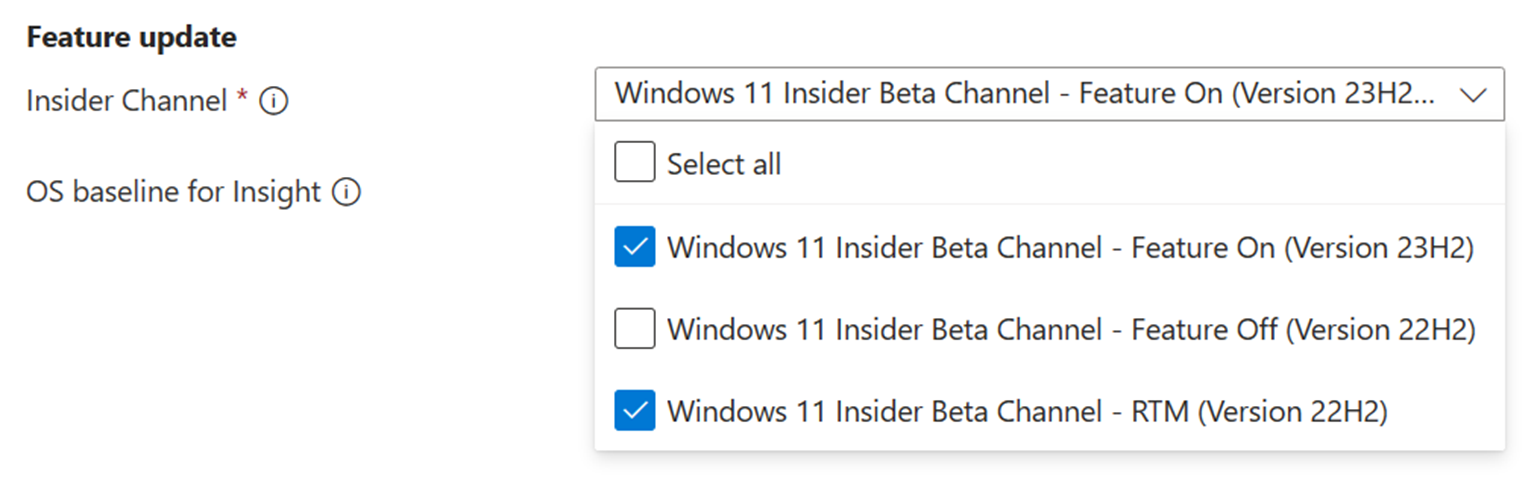 Feature update
Insider Channel * Windows 11 Insider Beta Channel - Feature On (Version 23H2...
Select all
OS baseline for Insight
Windows 11 Insider Beta Channel - Feature On (Version 23H2)
Windows 11 Insider Beta Channel - Feature Off (Version 22H2)
Windows 11 Insider Beta Channel - RTM (Version 22H2)